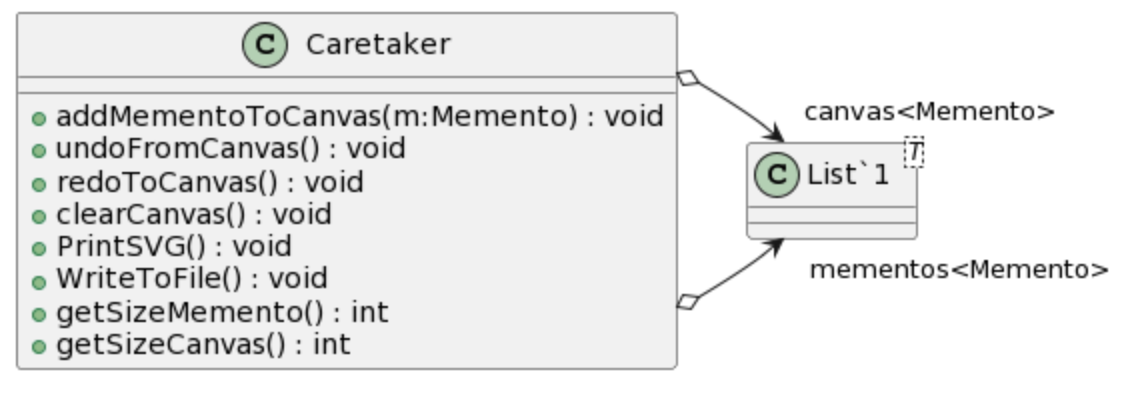 C Caretaker
addMementoToCanvas(m:Memento) : void
undoFromCanvas() : void
redoToCanvas() : void
clearCanvas() : void
PrintSVG() : void
WriteToFile() : void
getSizeMemento() : int
getSizeCanvas() : int
canvas<Memento>
T
C List`1
mementos<Memento>